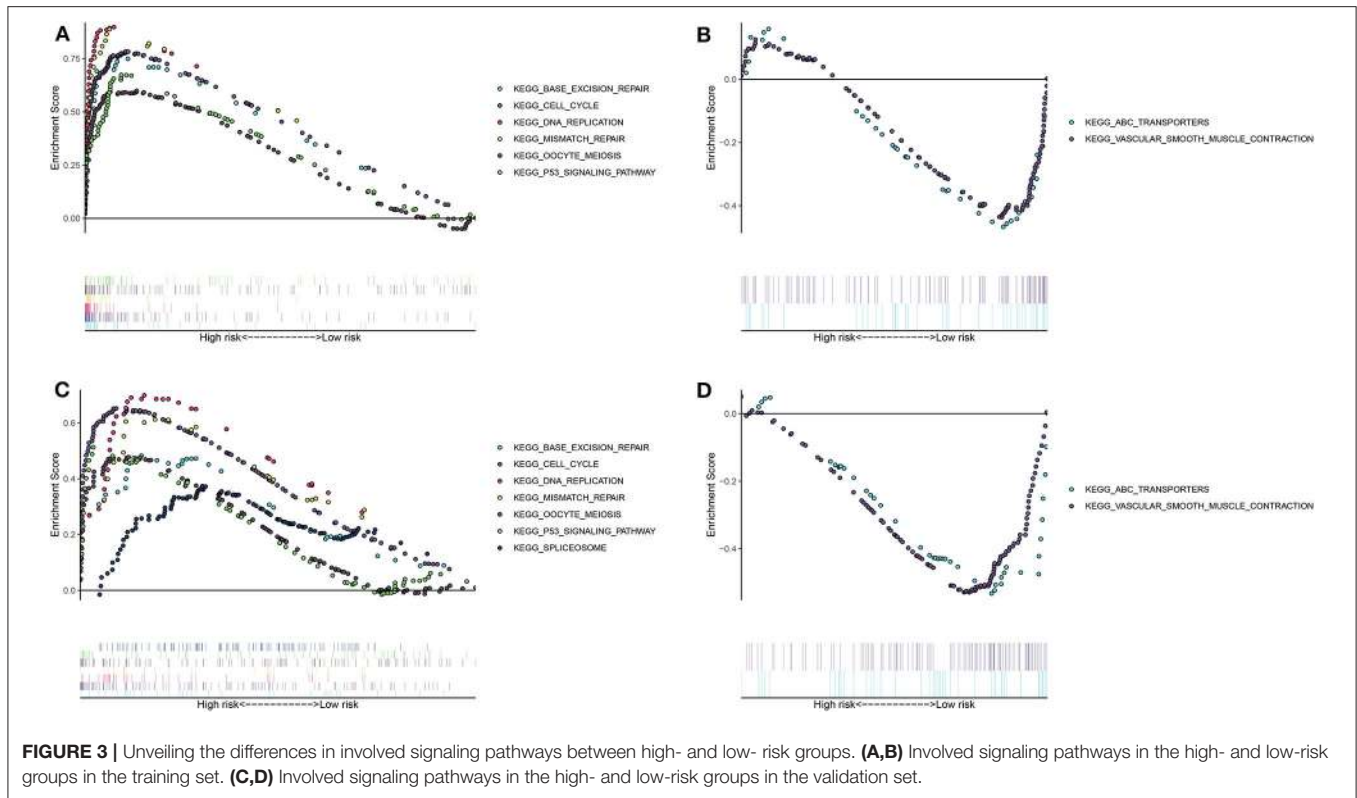 A
Enrichment Score
0.75
0.50
0.25
0.00
KEGG_BASE_EXCISION_REPAIR
KEGG_CELL_CYCLE
KEGG_DNA_REPLICATION
KEGG_MISMATCH_REPAIR
KEGG_OOCYTE_MEIOSIS
KEGG_P53_SIGNALING_PATHWAY
High risk<------------>Low risk
B
Enrichment Score
0.0
−0.2
−0.4
KEGG_ABC_TRANSPORTERS
KEGG_VASCULAR_SMOOTH_MUSCLE_CONTRACTION
High risk<------------>Low risk
C
Enrichment Score
0.6
0.4
0.2
0.0
KEGG_BASE_EXCISION_REPAIR
KEGG_CELL_CYCLE
KEGG_DNA_REPLICATION
KEGG_MISMATCH_REPAIR
KEGG_OOCYTE_MEIOSIS
KEGG_P53_SIGNALING_PATHWAY
KEGG_SPLICEOSOME
High risk<------------>Low risk
D
Enrichment Score
0.0
−0.2
−0.4
KEGG_ABC_TRANSPORTERS
KEGG_VASCULAR_SMOOTH_MUSCLE_CONTRACTION
High risk<------------>Low risk
FIGURE 3 | Unveiling the differences in involved signaling pathways between high- and low- risk groups. (A,B) Involved signaling pathways in the high- and low-risk
groups in the training set. (C,D) Involved signaling pathways in the high- and low-risk groups in the validation set.